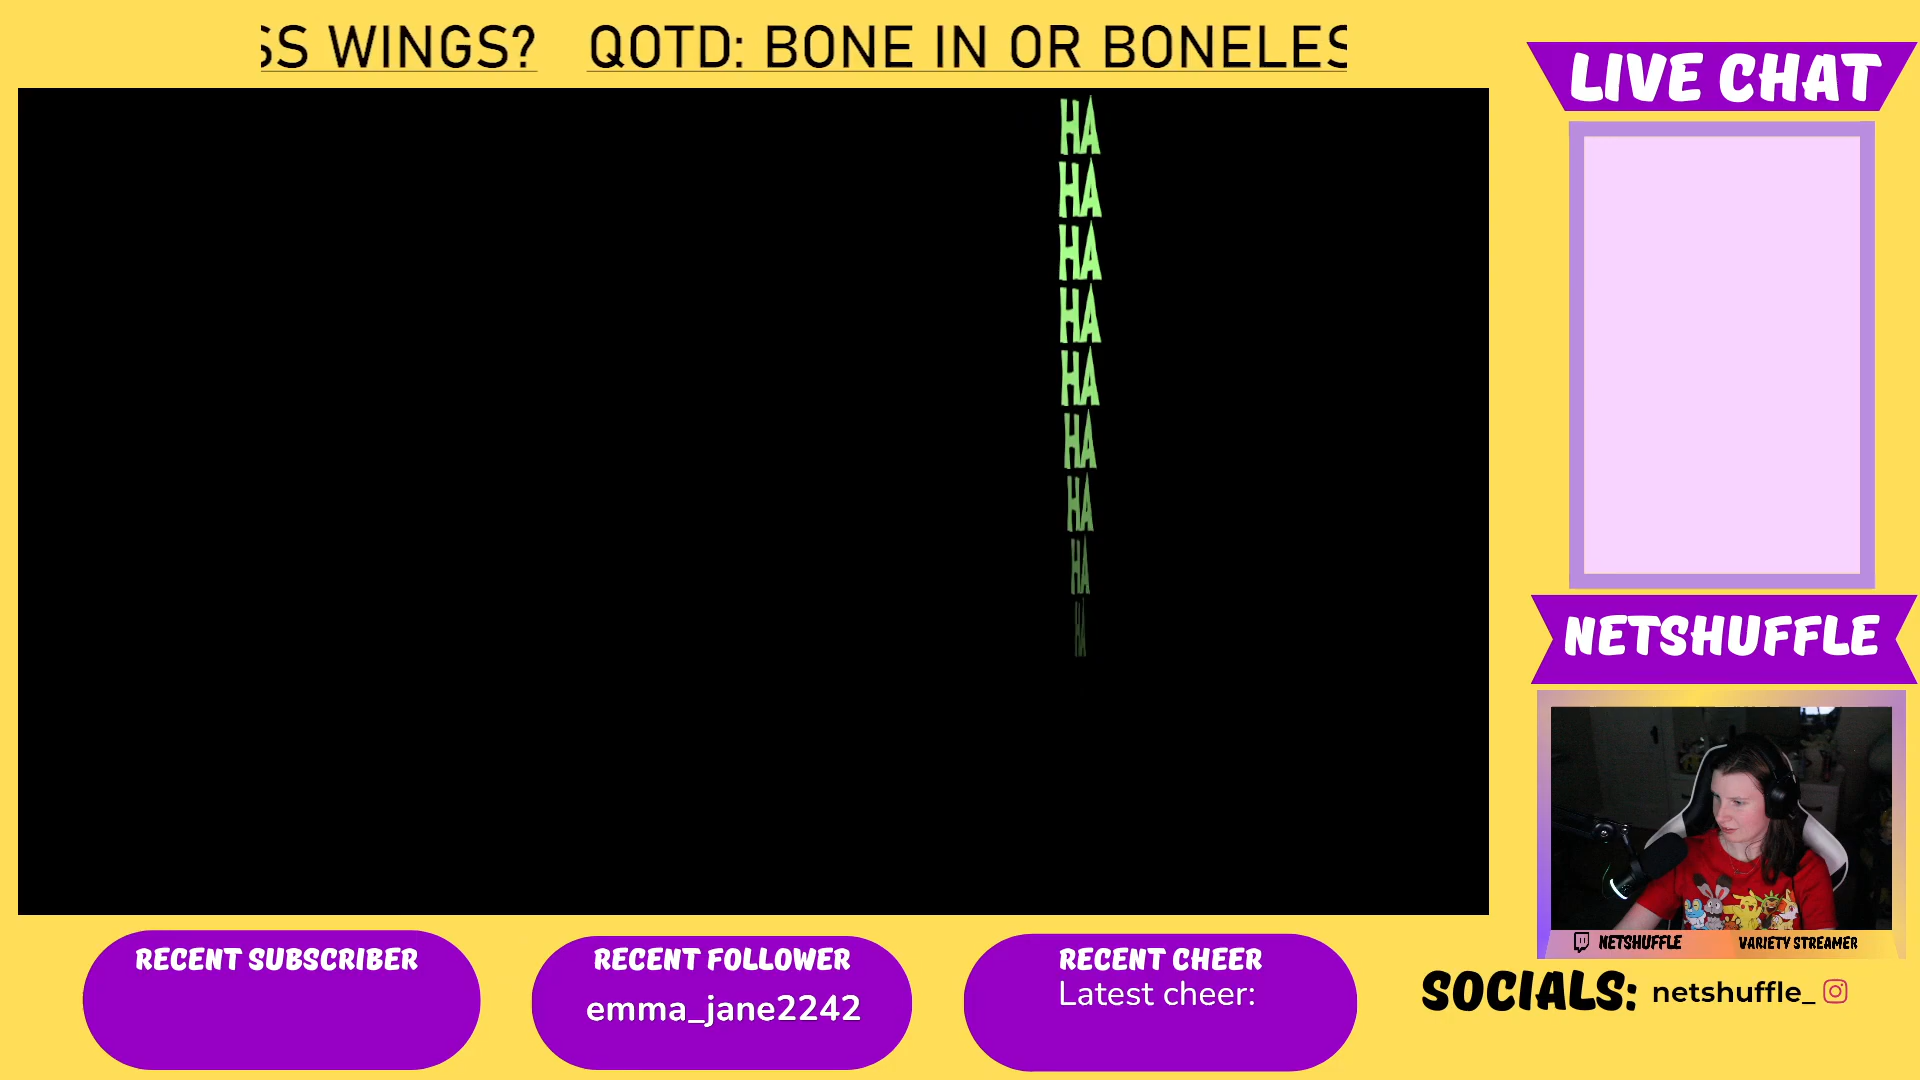 SS WINGS? QOTD: BONE IN OR BONELES
LIVE CHAT
HA
HA
HA
HA
HA
HA
HA
HA
HA
NETSHUFFLE
NETSHUFFLE VARIETY STREAMER
RECENT SUBSCRIBER
RECENT FOLLOWER
emma_jane2242
RECENT CHEER
Latest cheer:
SOCIALS: netshuffle_